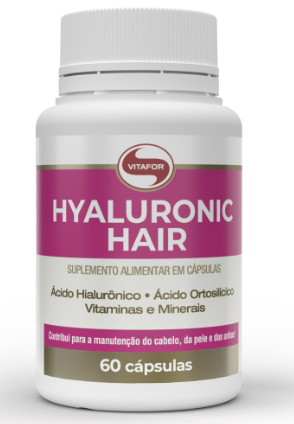 VITAFOR
HYALURONIC
HAIR
SUPLEMENTO ALIMENTAR EM CÁPSULAS
Ácido Hialurônico • Ácido Ortosilícico
Vitaminas e Minerais
Contribui para a manutenção do cabelo, da pele e das unhas!
60 cápsulas